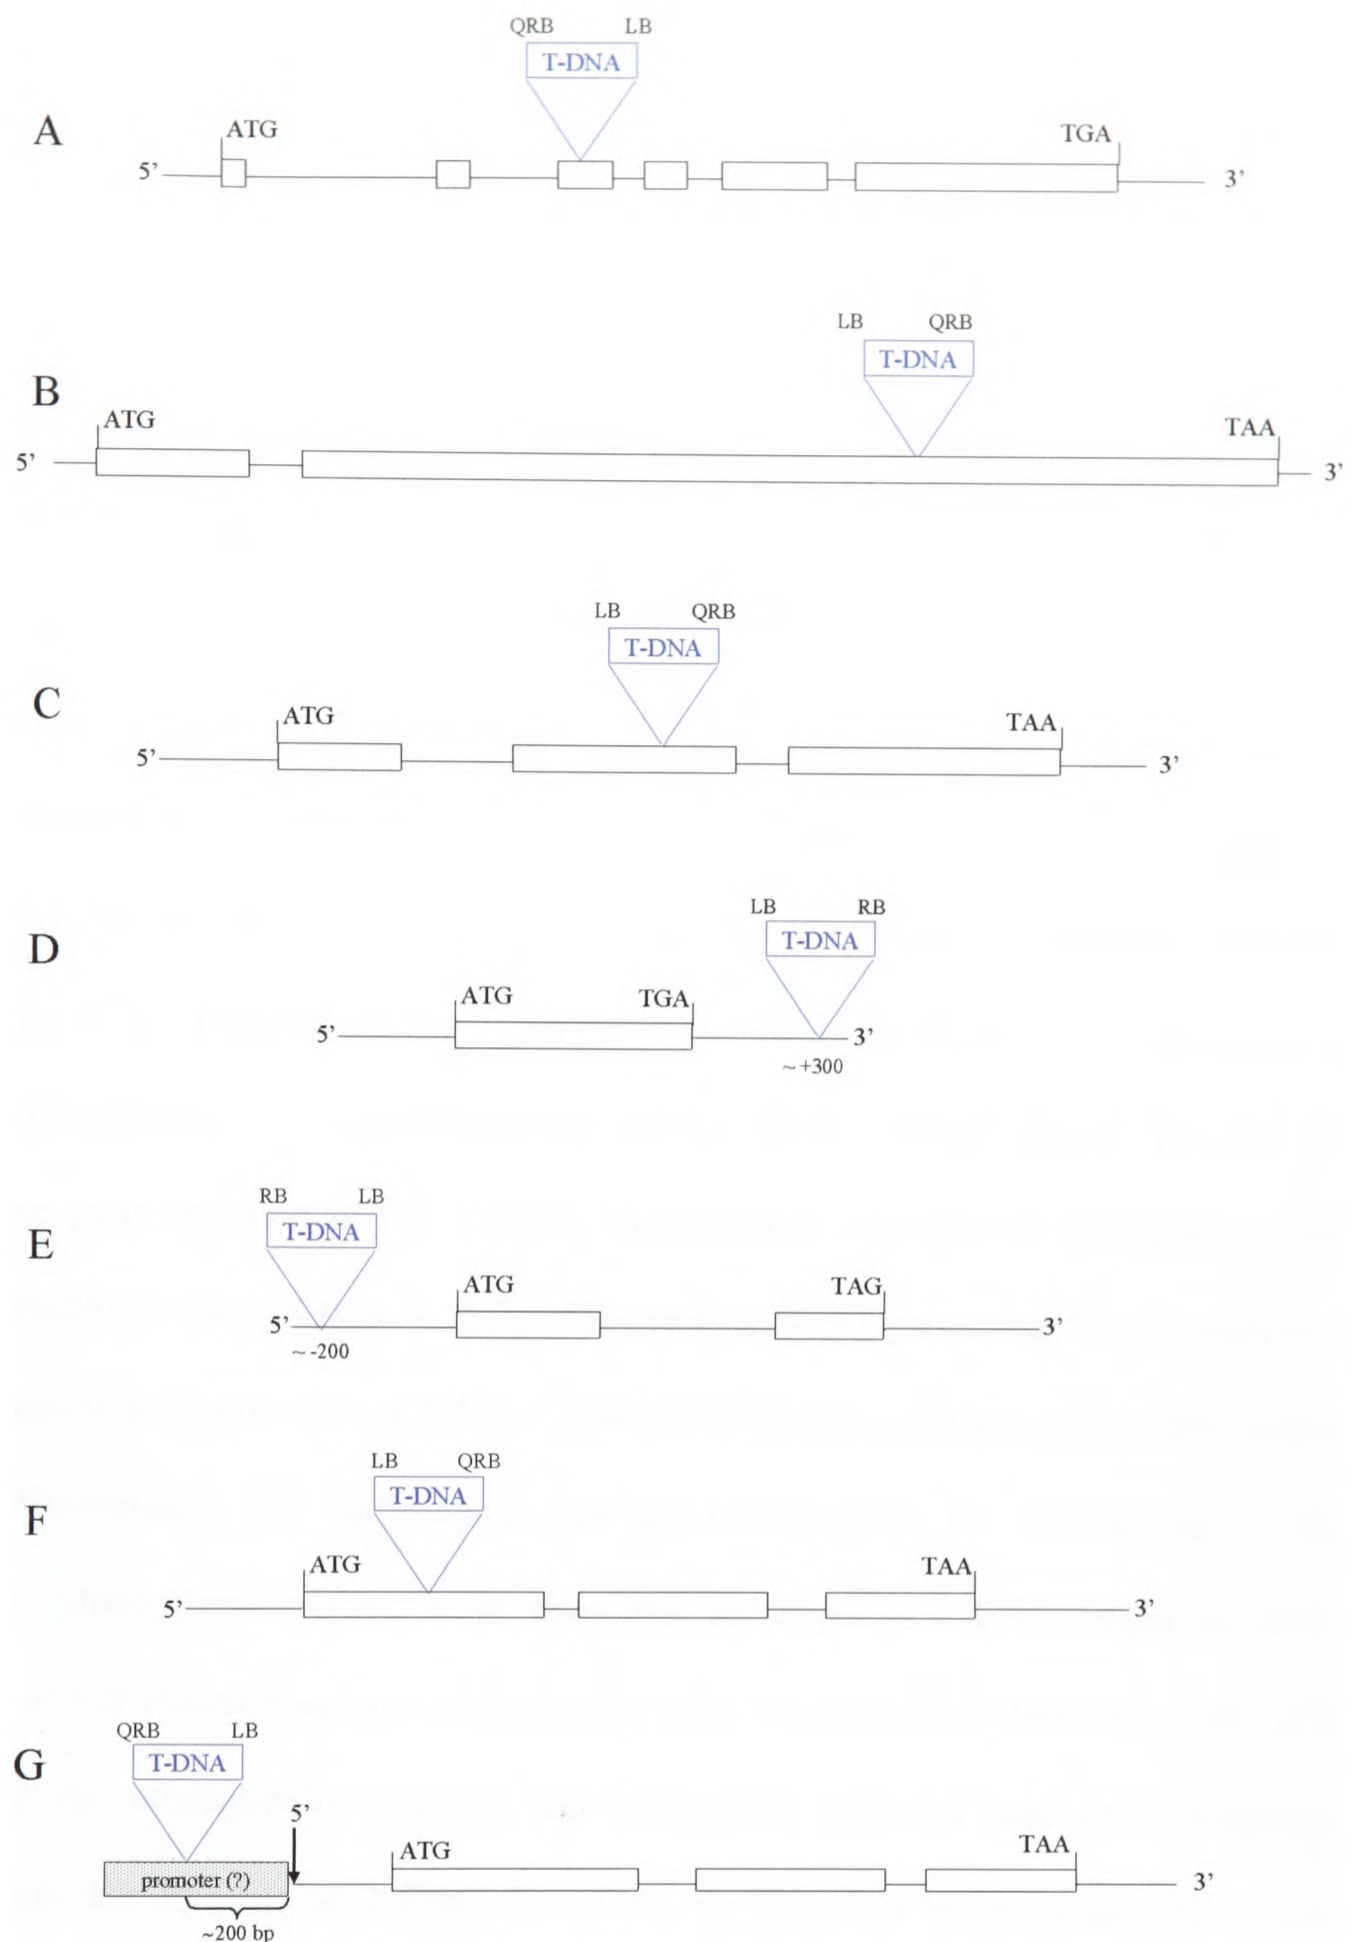 QRB LB
T-DNA
A
ATG TGA
5’ 3’
LB QRB
T-DNA
B
ATG TAA
5’ 3’
LB QRB
T-DNA
C
ATG TAA
5’ 3’
LB RB
T-DNA
D
ATG TGA
5’ 3’
~ +300
RB LB
T-DNA
E
ATG TAG
5’ 3’
~ -200
LB QRB
T-DNA
F
ATG TAA
5’ 3’
QRB LB
T-DNA
G
5’
ATG TAA
promoter (?) 3’
~200 bp